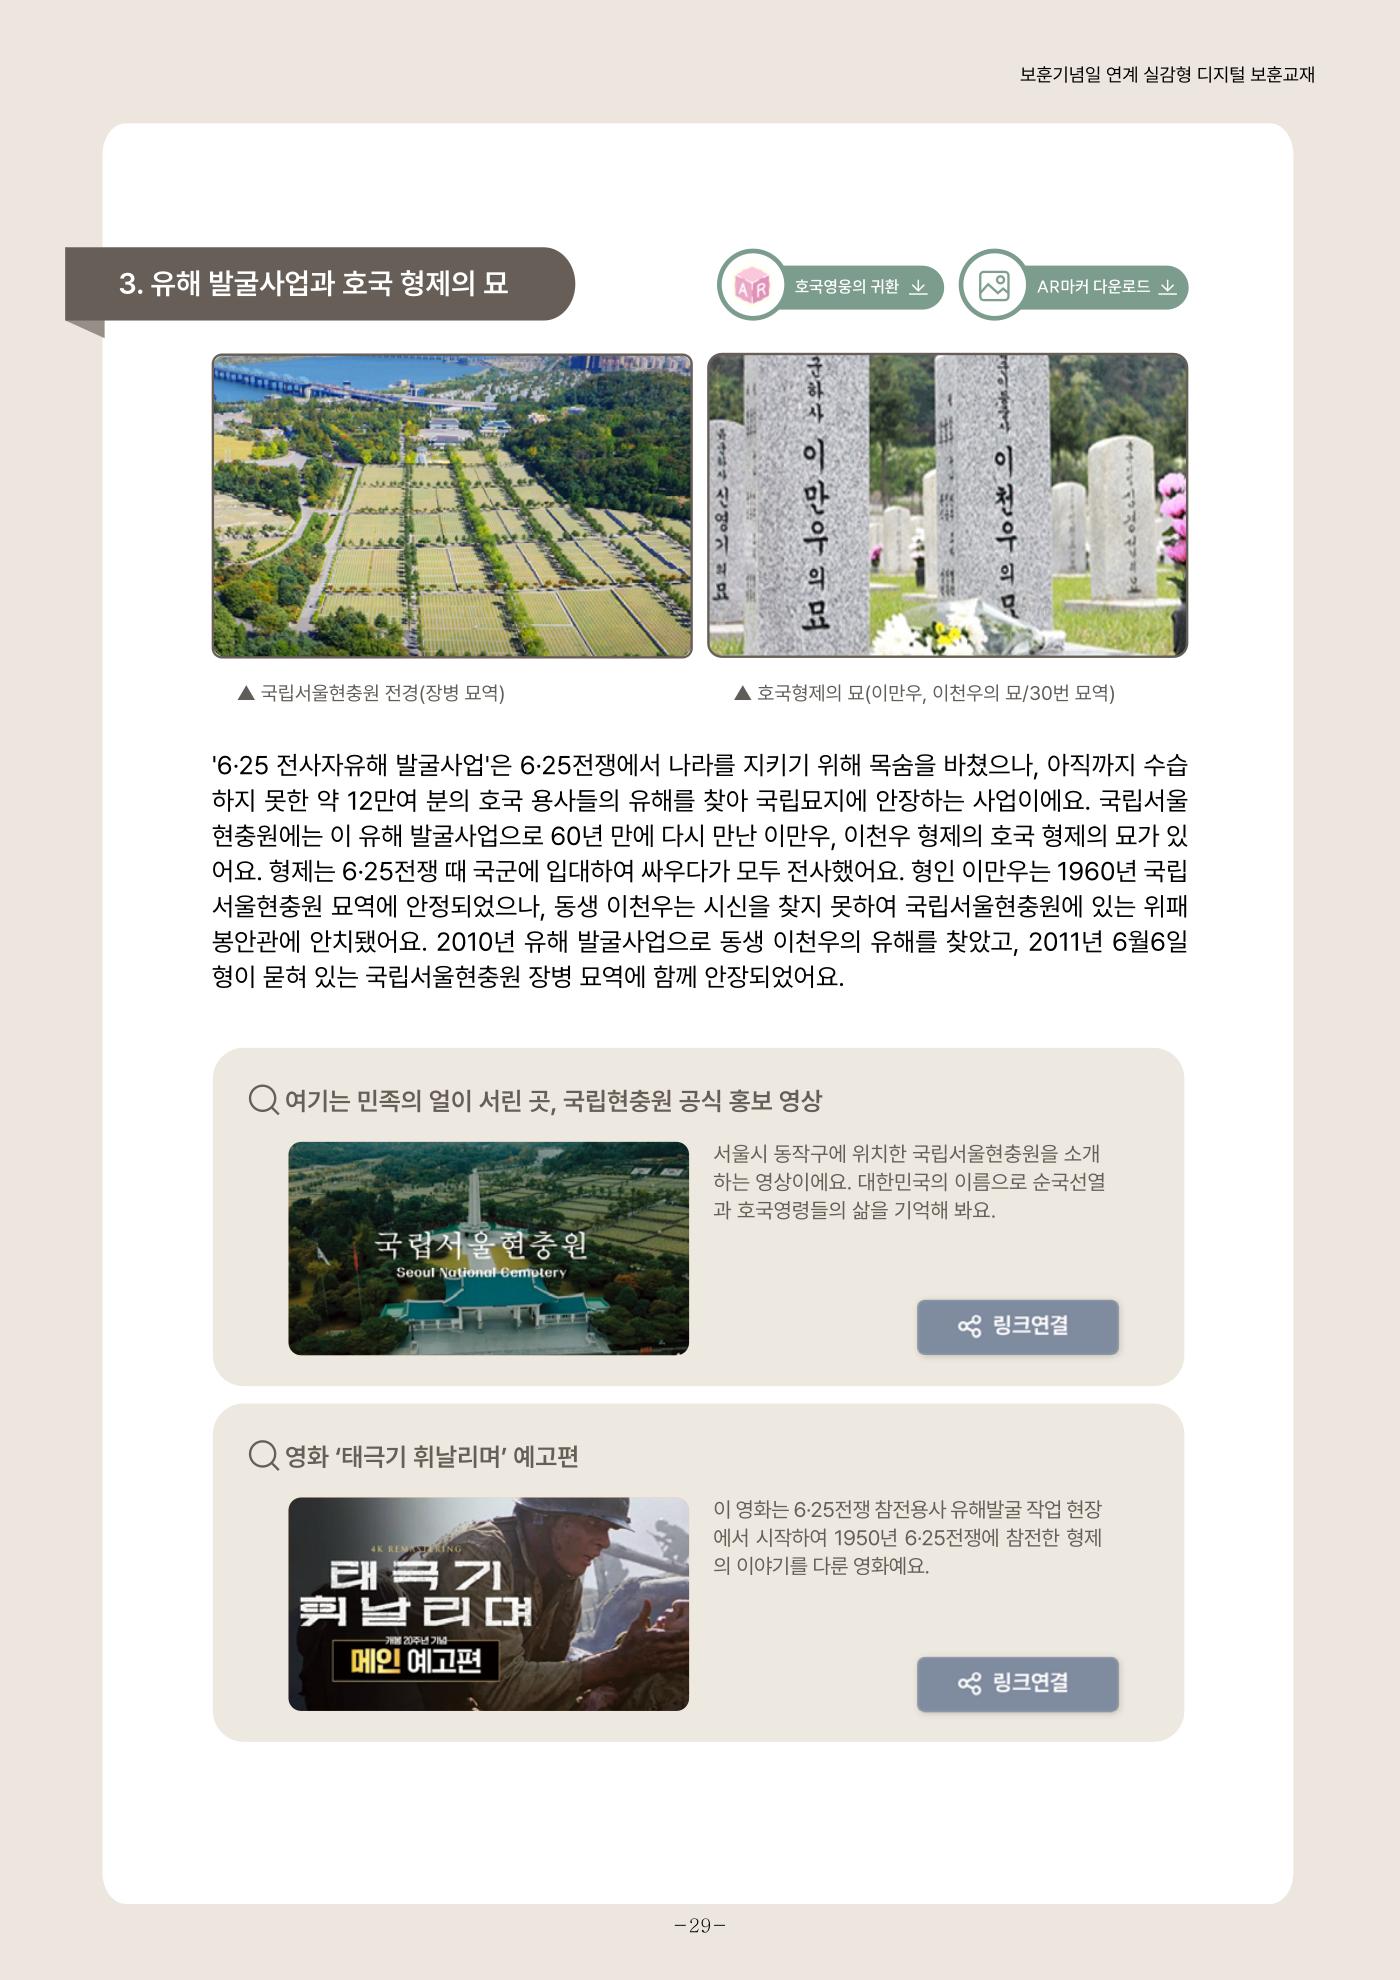 보훈기념일 연계 실감형 디지털 보훈교재
3. 유해 발굴사업과 호국 형제의 묘
AR
호국영웅의 귀환
AR마커 다운로드
군하사 이만우의묘
이천우의묘
신영기의묘
▲ 국립서울현충원 전경(장병 묘역)
▲ 호국형제의 묘(이만우, 이천우의 묘/30번 묘역)
'6·25 전사자유해 발굴사업'은 6·25전쟁에서 나라를 지키기 위해 목숨을 바쳤으나, 아직까지 수습
하지 못한 약 12만여 분의 호국 용사들의 유해를 찾아 국립묘지에 안장하는 사업이에요. 국립서울
현충원에는 이 유해 발굴사업으로 60년 만에 다시 만난 이만우, 이천우 형제의 호국 형제의 묘가 있
어요. 형제는 6·25전쟁 때 국군에 입대하여 싸우다가 모두 전사했어요. 형인 이만우는 1960년 국립
서울현충원 묘역에 안정되었으나, 동생 이천우는 시신을 찾지 못하여 국립서울현충원에 있는 위패
봉안관에 안치됐어요. 2010년 유해 발굴사업으로 동생 이천우의 유해를 찾았고, 2011년 6월6일
형이 묻혀 있는 국립서울현충원 장병 묘역에 함께 안장되었어요.
여기는 민족의 얼이 서린 곳, 국립현충원 공식 홍보 영상
국립서울현충원
Seoul National Cemetery
서울시 동작구에 위치한 국립서울현충원을 소개
하는 영상이에요. 대한민국의 이름으로 순국선열
과 호국영령들의 삶을 기억해 봐요.
링크연결
영화 ‘태극기 휘날리며’ 예고편
4K REMASTERING
태극기
휘날리며
개봉 20주년 기념
메인 예고편
이 영화는 6·25전쟁 참전용사 유해발굴 작업 현장
에서 시작하여 1950년 6·25전쟁에 참전한 형제
의 이야기를 다룬 영화예요.
링크연결
-29-